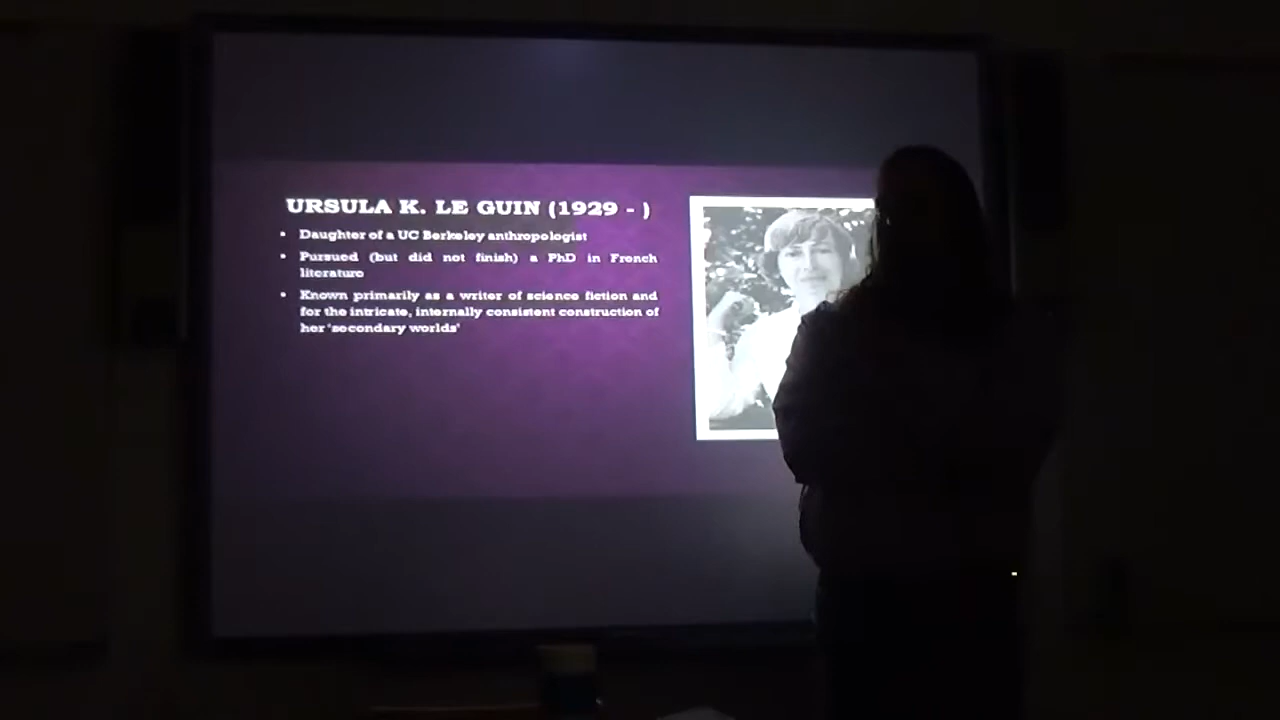 URSULA K. LE GUIN (1929 - )
• Daughter of a UC Berkeley anthropologist
• Pursued (but did not finish) a PhD in French
literature
• Known primarily as a writer of science fiction and
for the intricate, internally consistent construction of
her 'secondary worlds'